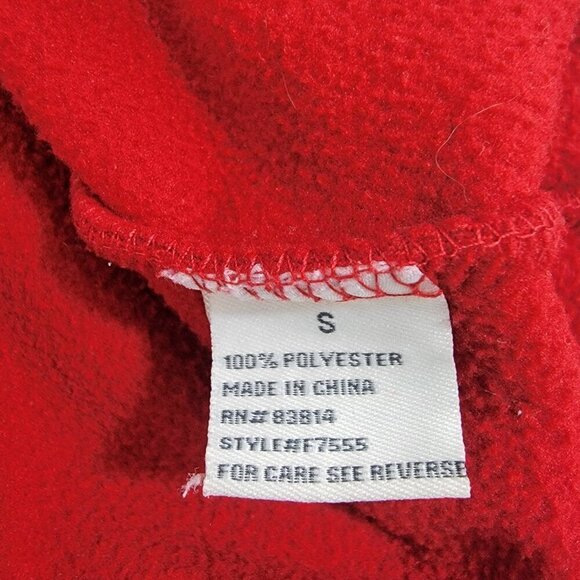 S
100% POLYESTER
MADE IN CHINA
RN# 83814
STYLE#F7555
FOR CARE SEE REVERSE